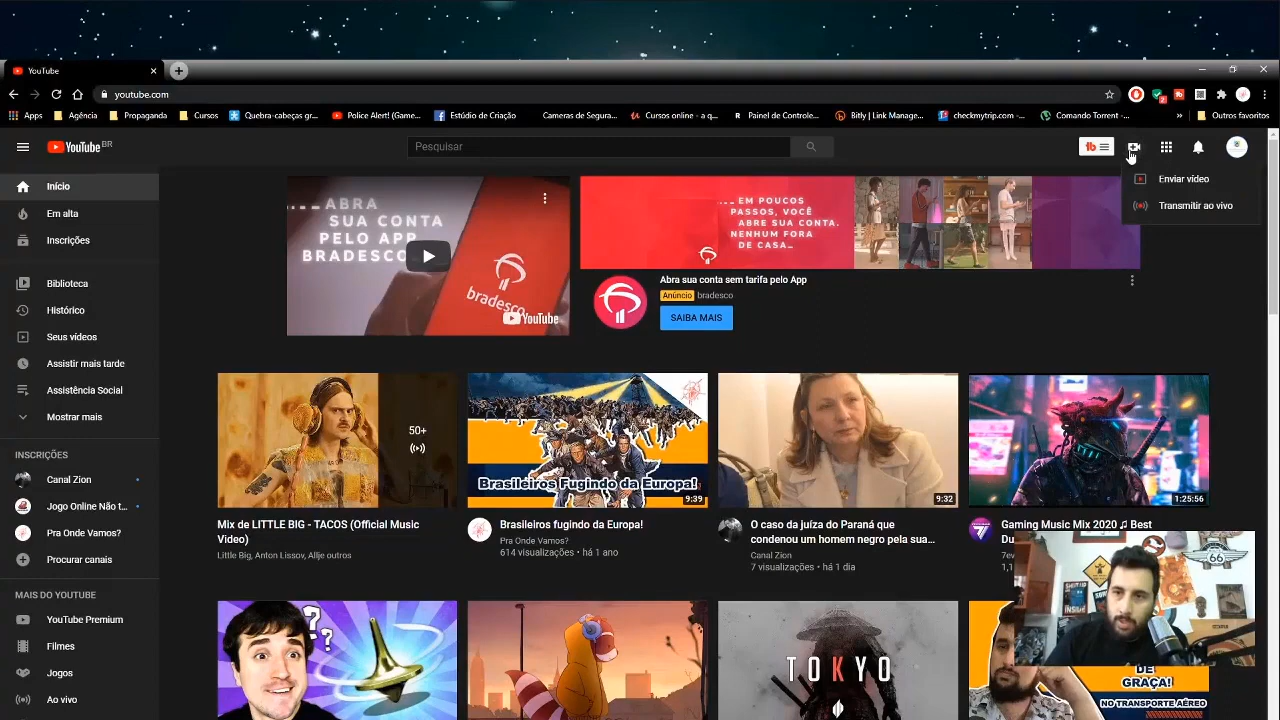 YouTube
youtube.com
Apps
Agência
Propaganda
Cursos
Quebra-cabeças gr...
Police Alert! (Game...
Estúdio de Criação
Cameras de Segura...
Cursos online - a q...
Painel de Controle...
Bitly | Link Manage...
checkmytrip.com -...
Comando Torrent -...
»
Outros favoritos
YouTube BR
Pesquisar
tb
Enviar vídeo
Transmitir ao vivo
Início
Em alta
Inscrições
Biblioteca
Histórico
Seus vídeos
Assistir mais tarde
Assistência Social
Mostrar mais
INSCRIÇÕES
Canal Zion
Jogo Online Não t...
Pra Onde Vamos?
Procurar canais
MAIS DO YOUTUBE
YouTube Premium
Filmes
Jogos
Ao vivo
ABRA
SUA CONTA
PELO APP
BRADESCO
bradesco
YouTube
EM POUCOS
PASSOS, VOCÊ
ABRE SUA CONTA.
NENHUM FORA
DE CASA...
Abra sua conta sem tarifa pelo App
Anúncio bradesco
SAIBA MAIS
50+
Mix de LITTLE BIG - TACOS (Official Music
Video)
Little Big, Anton Lissov, Allje outros
Brasileiros Fugindo da Europa!
9:39
Brasileiros fugindo da Europa!
Pra Onde Vamos?
614 visualizações • há 1 ano
9:32
O caso da juíza do Paraná que
condenou um homem negro pela sua...
Canal Zion
7 visualizações • há 1 dia
1:25:56
Gaming Music Mix 2020 ♫ Best
Du
7ev
1,1
66
? ? ?
TOKYO
DE
GRAÇA!
NO TRANSPORTE AÉREO